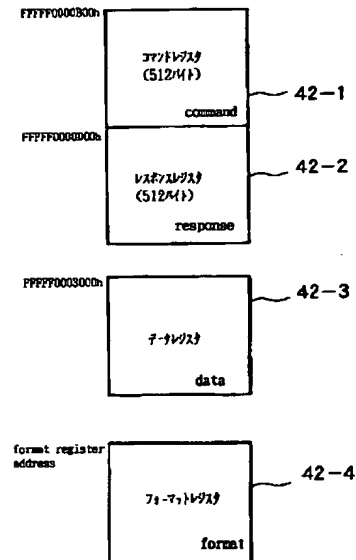 FFFFF0000B00h
コマンドレジスタ
(512バイト)
command
42-1
FFFFF0000D00h
レスポンスレジスタ
(512バイト)
response
42-2
FFFFF0003000h
データレジスタ
data
42-3
format register
address
フォーマットレジスタ
format
42-4